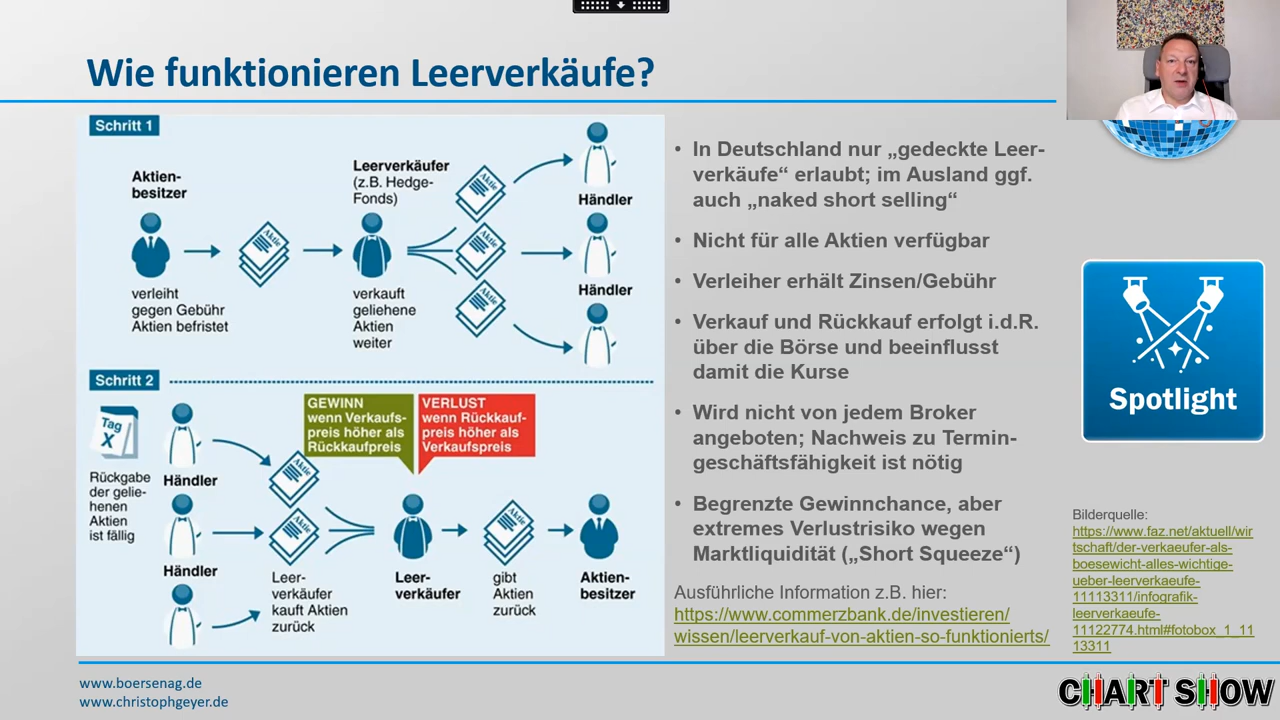 Wie funktionieren Leerverkäufe?
Schritt 1
Aktien-
besitzer
verleiht
gegen Gebühr
Aktien befristet
Aktie
Leerverkäufer
(z.B. Hedge-
Fonds)
verkauft
geliehene
Aktien
weiter
Aktie
Aktie
Aktie
Händler
Händler
Schritt 2
Tag
X
Rückgabe
der gelie-
henen
Aktien
ist fällig
Händler
Händler
Aktie
Aktie
Leer-
verkäufer
kauft Aktien
zurück
GEWINN
wenn Verkaufs-
preis höher als
Rückkaufpreis
VERLUST
wenn Rückkauf-
preis höher als
Verkaufspreis
Leer-
verkäufer
Aktie
gibt
Aktien
zurück
Aktien-
besitzer
• In Deutschland nur „gedeckte Leer-
verkäufe“ erlaubt; im Ausland ggf.
auch „naked short selling“
• Nicht für alle Aktien verfügbar
• Verleiher erhält Zinsen/Gebühr
• Verkauf und Rückkauf erfolgt i.d.R.
über die Börse und beeinflusst
damit die Kurse
• Wird nicht von jedem Broker
angeboten; Nachweis zu Termin-
geschäftsfähigkeit ist nötig
• Begrenzte Gewinnchance, aber
extremes Verlustrisiko wegen
Marktliquidität („Short Squeeze“)
Ausführliche Information z.B. hier:
https://www.commerzbank.de/investieren/
wissen/leerverkauf-von-aktien-so-funktionierts/
Spotlight
Bilderquelle:
https://www.faz.net/aktuell/wir
tschaft/der-verkaeufer-als-
boesewicht-alles-wichtige-
ueber-leerverkaeufe-
11113311/infografik-
leerverkaeufe-
11122774.html#fotobox_1_11
13311
www.boersenag.de
www.christophgeyer.de
CHART SHOW